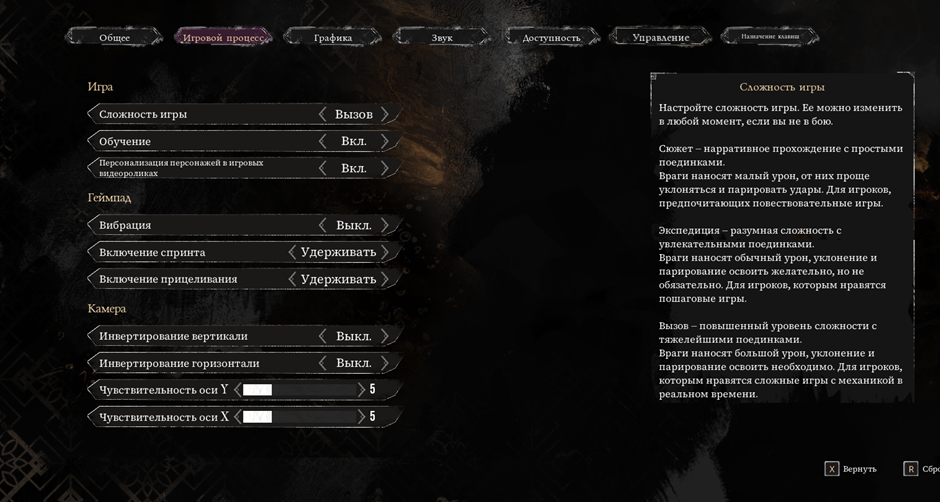 Общее
Игровой процесс
Графика
Звук
Доступность
Управление
Назначение клавиш
Игра
Сложность игры Вызов
Обучение Вкл.
Персонализация персонажей в игровых
видеороликах Вкл.
Геймпад
Вибрация Выкл.
Включение спринта Удерживать
Включение прицеливания Удерживать
Камера
Инвертирование вертикали Выкл.
Инвертирование горизонтали Выкл.
Чувствительность оси Y 5
Чувствительность оси X 5
Сложность игры
Настройте сложность игры. Ее можно изменить
в любой момент, если вы не в бою.
Сюжет – нарративное прохождение с простыми
поединками.
Враги наносят малый урон, от них проще
уклоняться и парировать удары. Для игроков,
предпочитающих повествовательные игры.
Экспедиция – разумная сложность с
увлекательными поединками.
Враги наносят обычный урон, уклонение и
парирование освоить желательно, но не
обязательно. Для игроков, которым нравятся
пошаговые игры.
Вызов – повышенный уровень сложности с
тяжелейшими поединками.
Враги наносят большой урон, уклонение и
парирование освоить необходимо. Для игроков,
которым нравятся сложные игры с механикой в
реальном времени.
X Вернуть
R Сбро